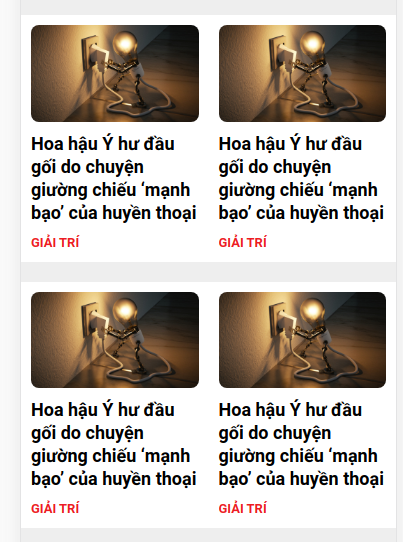 Hoa hậu Ý hư đầu
gối do chuyện
giường chiếu ‘mạnh
bạo’ của huyền thoại
GIẢI TRÍ
Hoa hậu Ý hư đầu
gối do chuyện
giường chiếu ‘mạnh
bạo’ của huyền thoại
GIẢI TRÍ
Hoa hậu Ý hư đầu
gối do chuyện
giường chiếu ‘mạnh
bạo’ của huyền thoại
GIẢI TRÍ
Hoa hậu Ý hư đầu
gối do chuyện
giường chiếu ‘mạnh
bạo’ của huyền thoại
GIẢI TRÍ